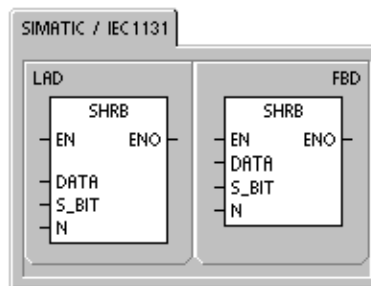 SIMATIC / IEC1131
LAD
FBD
SHRB
EN ENO
DATA
S_BIT
N
SHRB
EN ENO
DATA
S_BIT
N